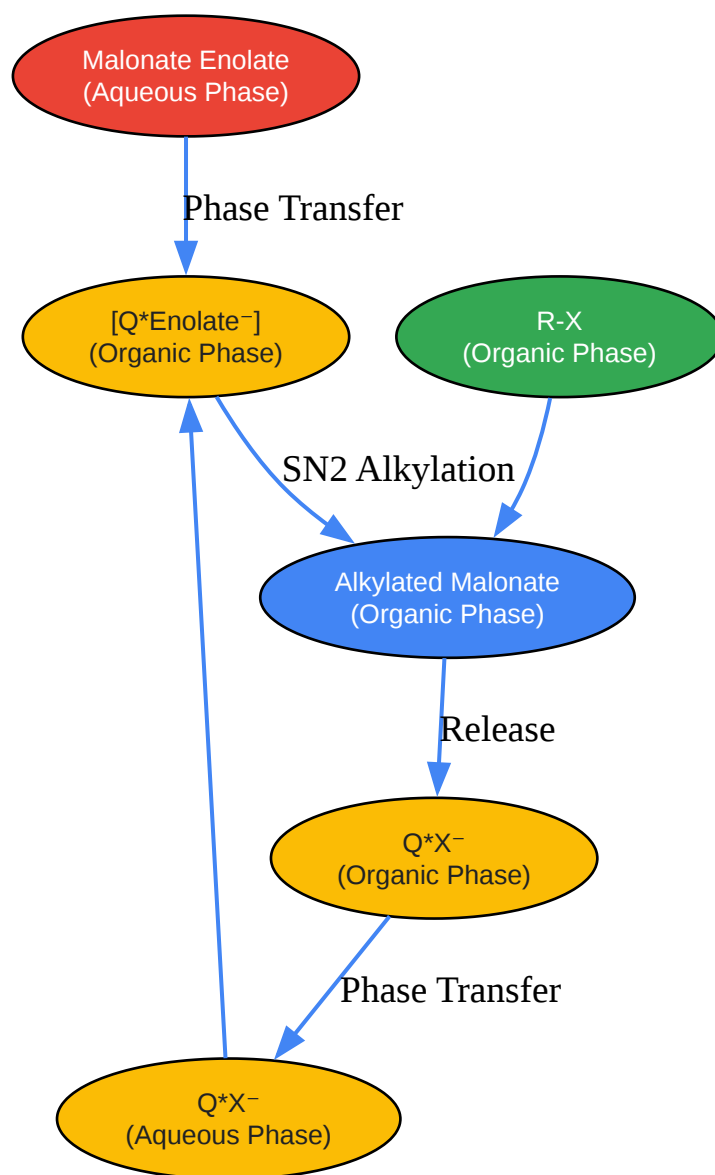 Malonate Enolate
(Aqueous Phase)
Phase Transfer
[Q*Enolate⁻]
(Organic Phase)
R-X
(Organic Phase)
SN2 Alkylation
Alkylated Malonate
(Organic Phase)
Release
Q*X⁻
(Organic Phase)
Phase Transfer
Q*X⁻
(Aqueous Phase)